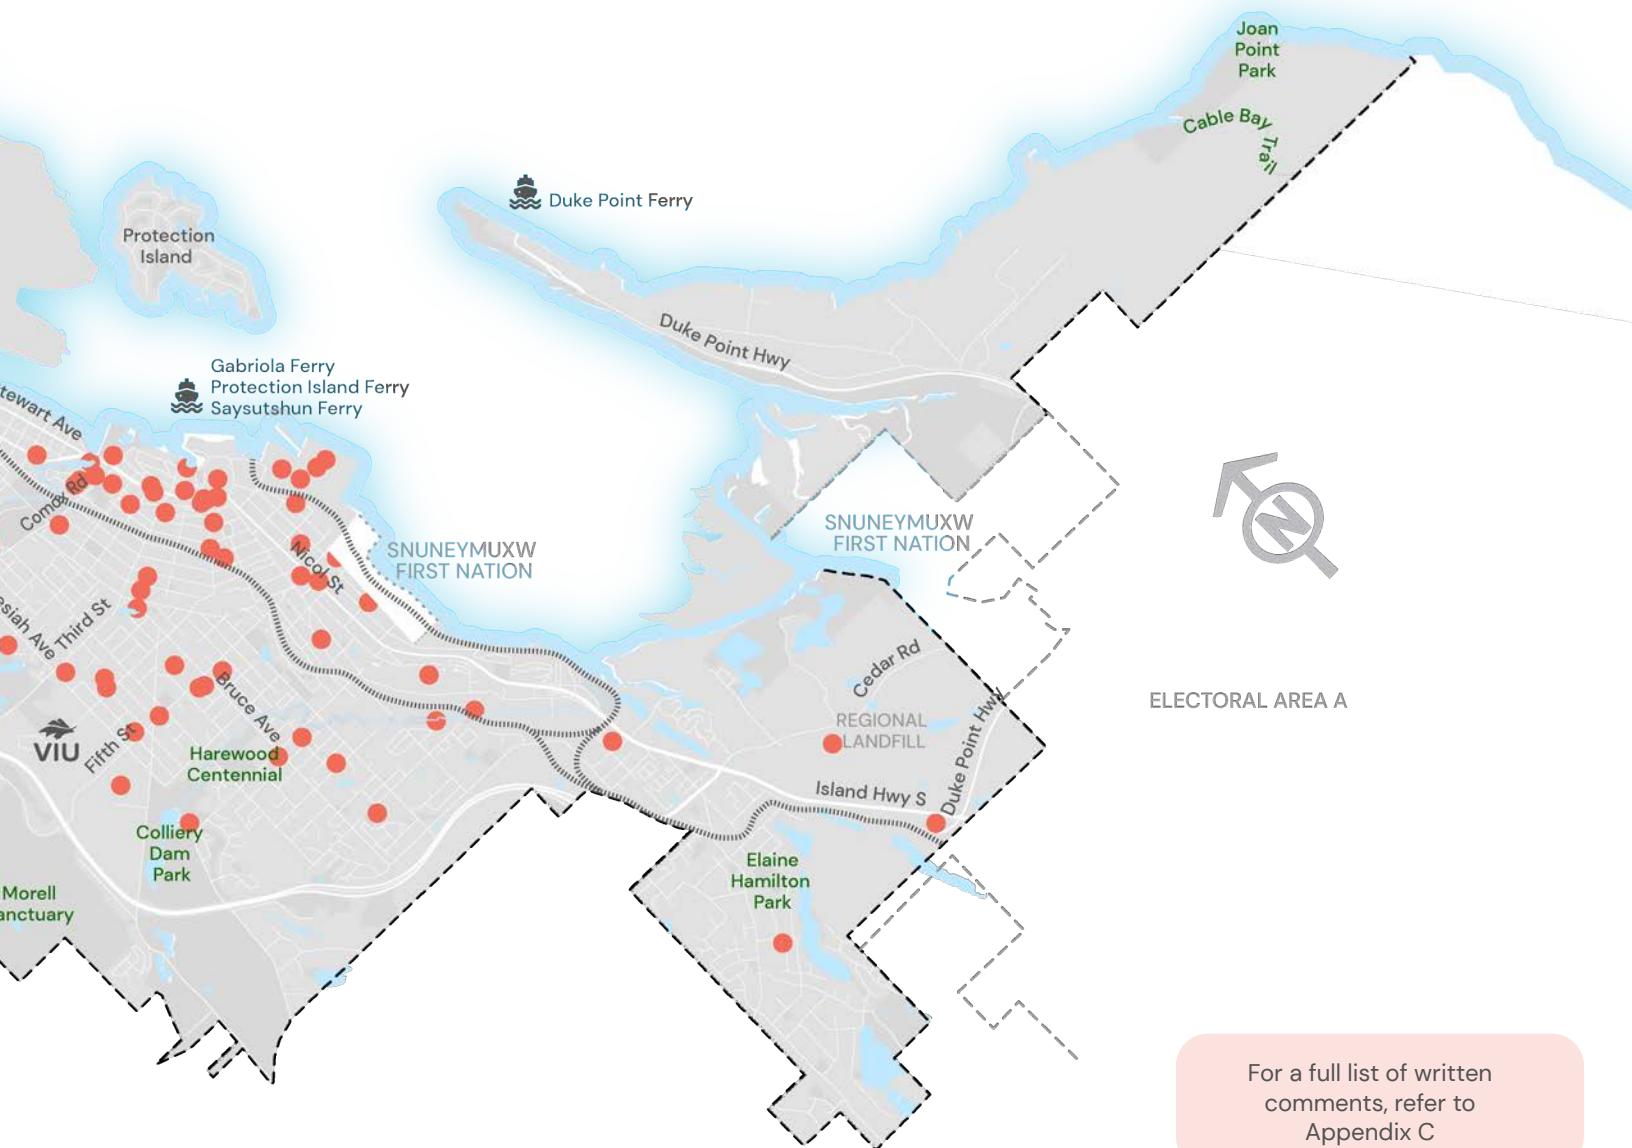 Joan
Point
Park
Cable Bay Trail
Duke Point Ferry
Protection
Island
Duke Point Hwy
Gabriola Ferry
Protection Island Ferry
Saysutshun Ferry
tewart Ave
Comox Rd
SNUNEYMUXW
FIRST NATION
SNUNEYMUXW
FIRST NATION
N
Nicol St
esiah Ave
Third St
Cedar Rd
ELECTORAL AREA A
Bruce Ave
REGIONAL
LANDFILL
Duke Point Hwy
VIU
Fifth St
Harewood
Centennial
Island Hwy S
Colliery
Dam
Park
Elaine
Hamilton
Park
Morell
anctuary
For a full list of written
comments, refer to
Appendix C